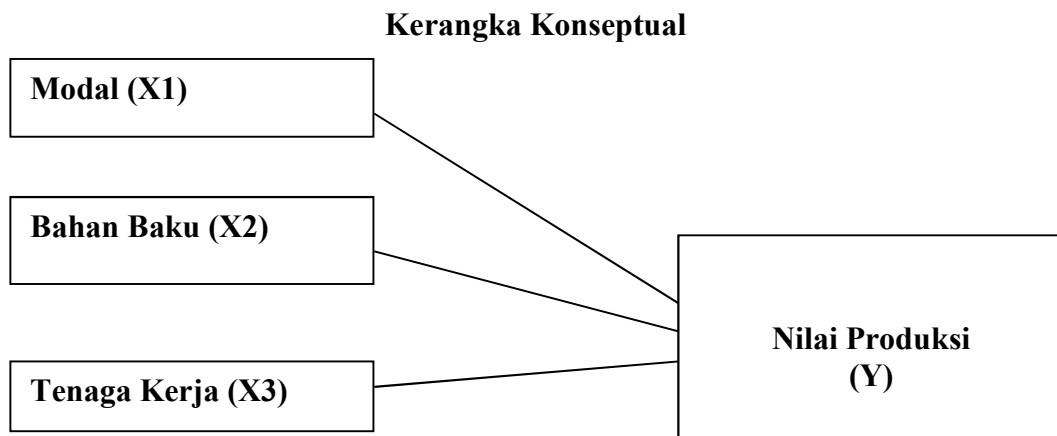 Kerangka Konseptual
Modal (X1)
Bahan Baku (X2)
Tenaga Kerja (X3)
Nilai Produksi
(Y)